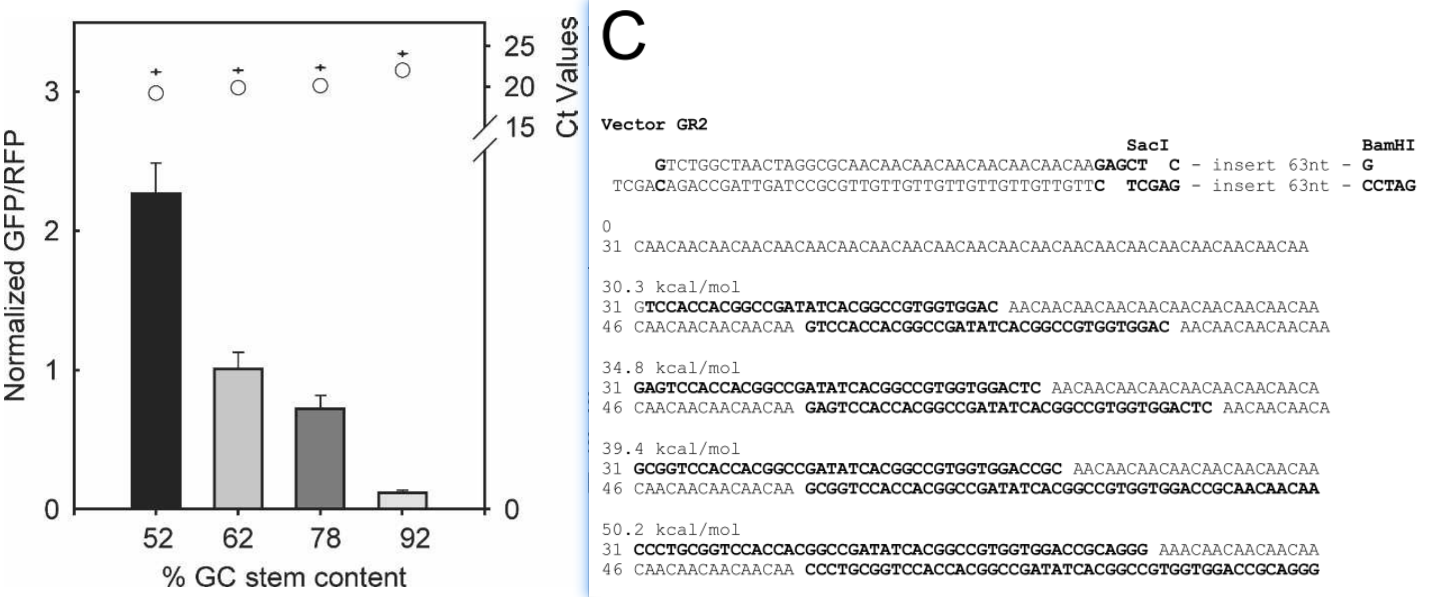 Normalized GFP/RFP
3
2
1
0
25
20
15
0
Ct Values
52 62 78 92
% GC stem content
C
Vector GR2
SacI BamHI
GTCTGGCTAACTAGGCGCAACAACAACAACAACAACAACAAGAGCT C - insert 63nt - G
TCGACAGACCGATTGATCCGCGTTGTTGTTGTTGTTGTTGTTGTTC TCGAG - insert 63nt - CCTAG
0
31 CAACAACAACAACAACAACAACAACAACAACAACAACAACAACAACAACAACAACAACAACAA
30.3 kcal/mol
31 GTCCACCACGGCCGATATCACGGCCGTGGTGGAC AACAACAACAACAACAACAACAACAACAA
46 CAACAACAACAACAA GTCCACCACGGCCGATATCACGGCCGTGGTGGAC AACAACAACAACAA
34.8 kcal/mol
31 GAGTCCACCACGGCCGATATCACGGCCGTGGTGGACTC AACAACAACAACAACAACAACAACA
46 CAACAACAACAACAA GAGTCCACCACGGCCGATATCACGGCCGTGGTGGACTC AACAACAACA
39.4 kcal/mol
31 GCGGTCCACCACGGCCGATATCACGGCCGTGGTGGACCGC AACAACAACAACAACAACAACAA
46 CAACAACAACAACAA GCGGTCCACCACGGCCGATATCACGGCCGTGGTGGACCGCAACAACAA
50.2 kcal/mol
31 CCCTGCGGTCCACCACGGCCGATATCACGGCCGTGGTGGACCGCAGGG AAACAACAACAACAA
46 CAACAACAACAACAA CCCTGCGGTCCACCACGGCCGATATCACGGCCGTGGTGGACCGCAGGG